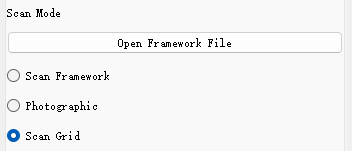 Scan Mode
Open Framework File
Scan Framework
Photographic
Scan Grid